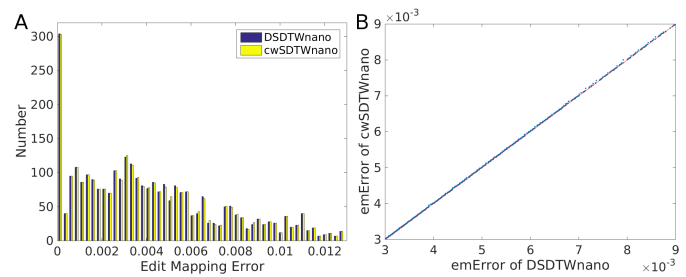 A
300
250
200
150
100
50
0
Number
0 0.002 0.004 0.006 0.008 0.01 0.012
Edit Mapping Error
DSDTWnano
cwSDTWnano
B
×10⁻³
9
8
7
6
5
4
3
emError of cwSDTWnano
3 4 5 6 7 8 9
emError of DSDTWnano
×10⁻³